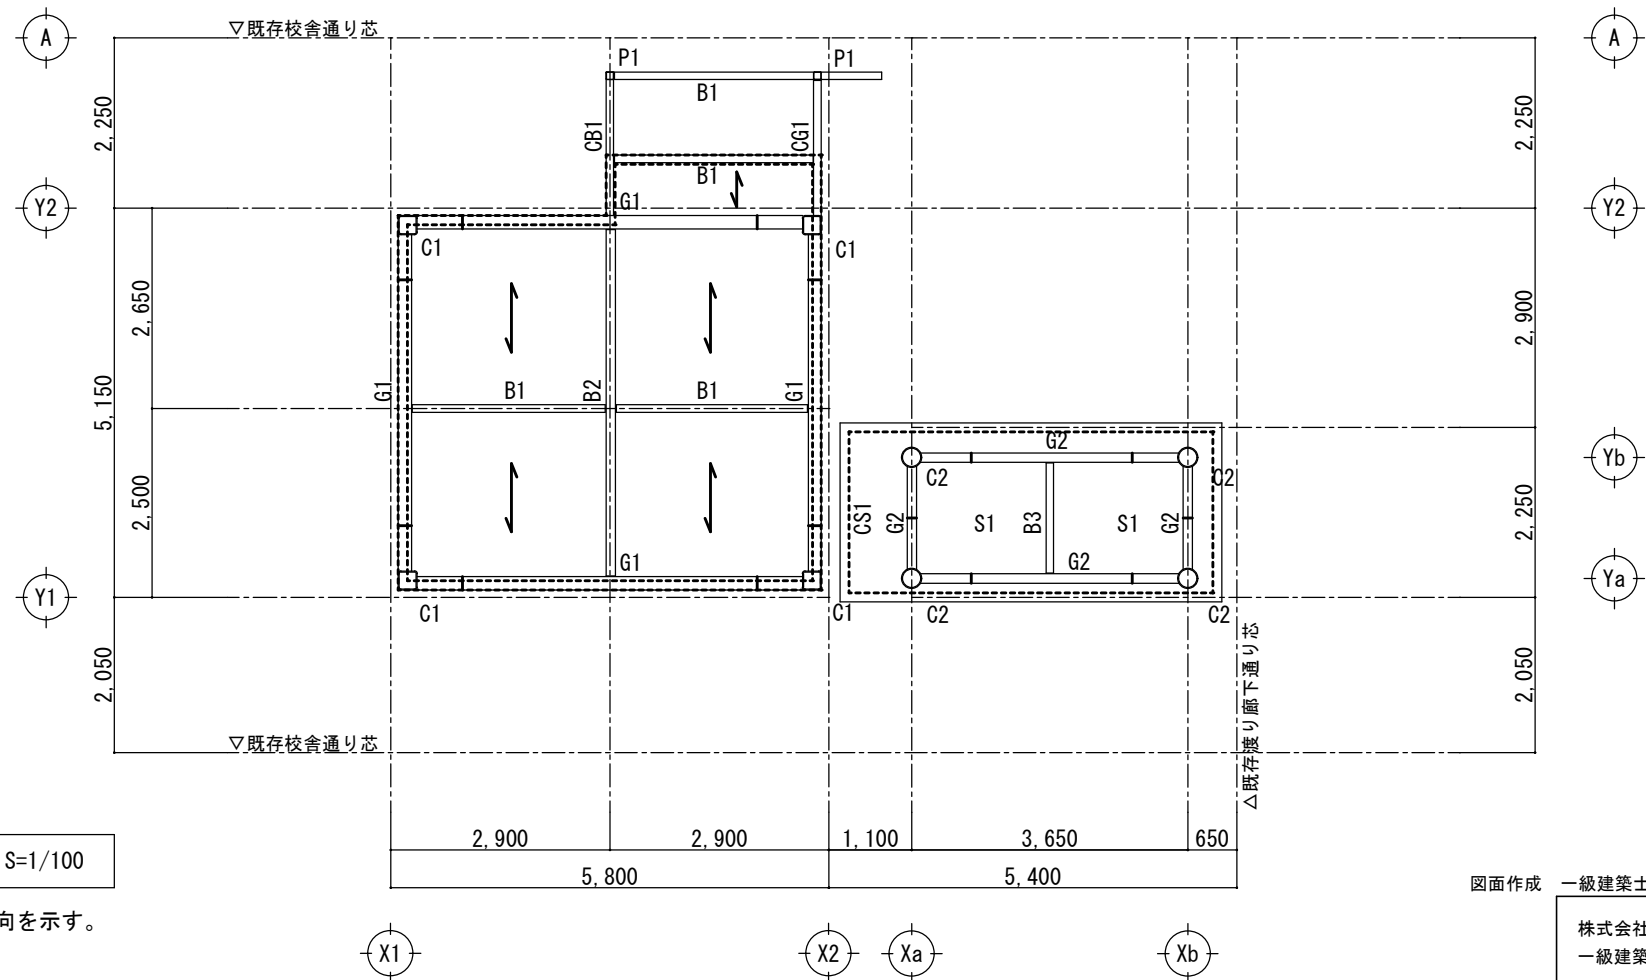 A
▽既存校舎通り芯
A
P1
P1
B1
2,250
CB1
CG1
2,250
B1
Y2
G1
Y2
C1
C1
2,650
2,900
5,150
G1
B1
B2
B1
G1
G2
Yb
C2
C2
2,500
CS1
G2
S1
B3
S1
G2
2,250
G1
G2
Ya
Y1
C1
C1
C2
C2
2,050
△既存渡り廊下通り芯
2,050
▽既存校舎通り芯
2,900
2,900
1,100
3,650
650
S=1/100
5,800
5,400
図面作成 一級建築士
向を示す。
株式会社
一級建築
X1
X2
Xa
Xb